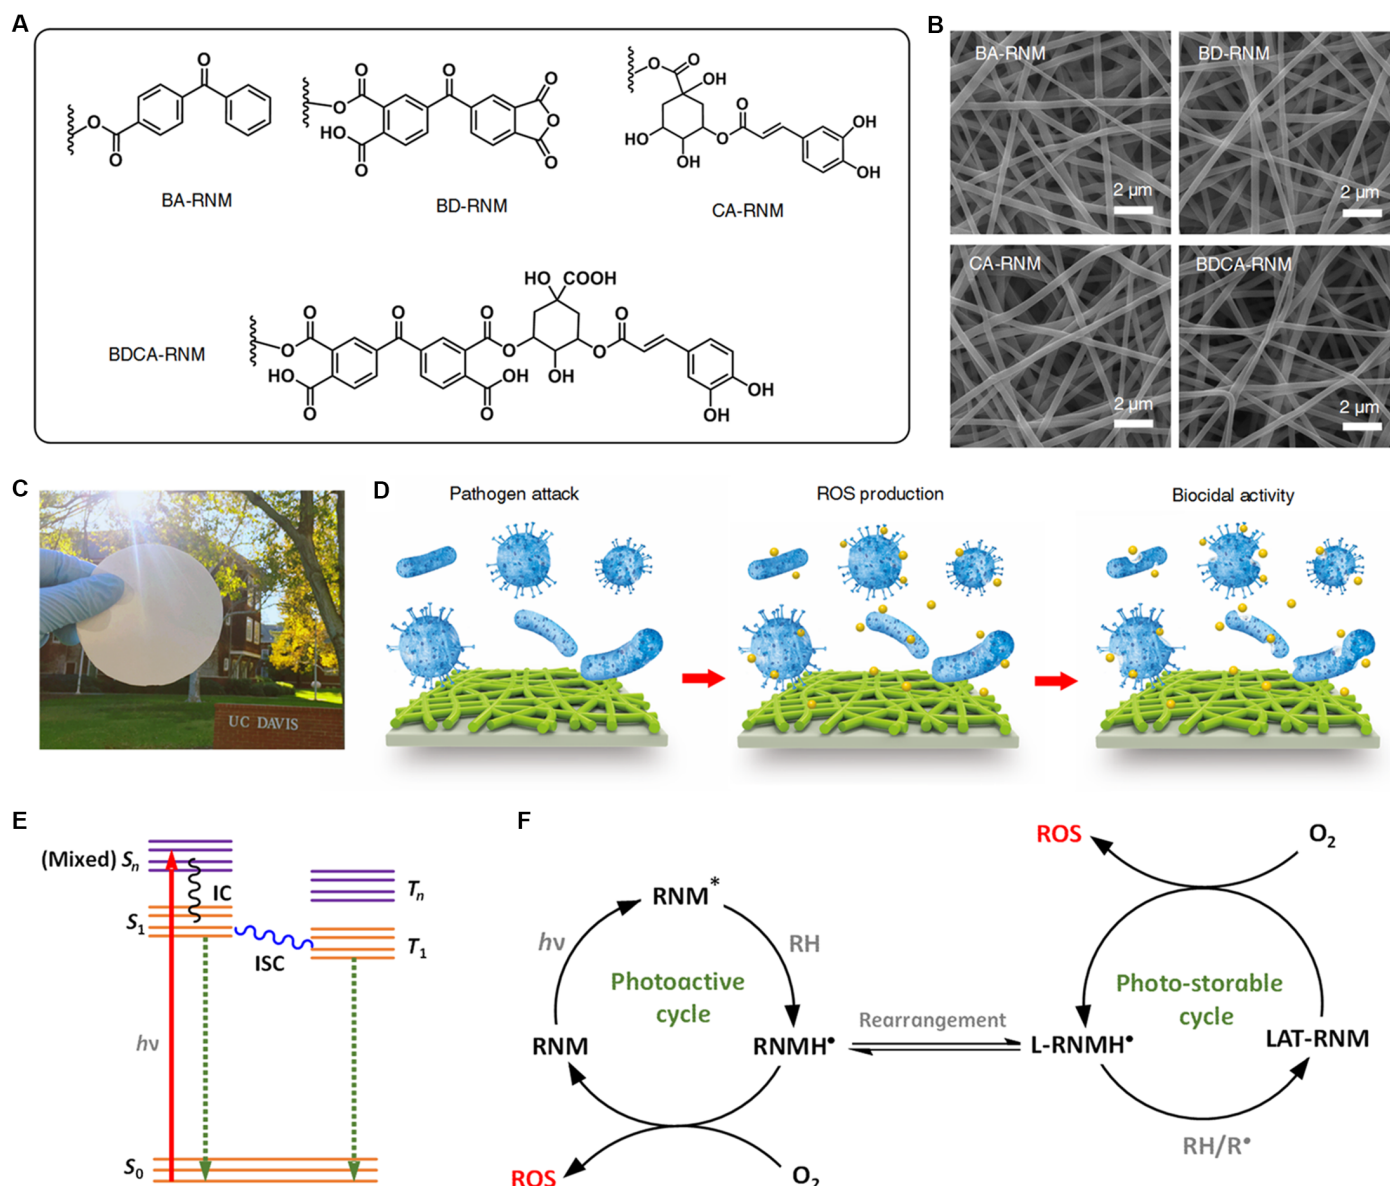 A
O
O
O
BA-RNM
O
O
HO
O
O
O
O
O
BD-RNM
O
O
OH
HO
OH
O
O
OH
OH
CA-RNM
BDCA-RNM
O
O
HO
O
O
O
O
OH
O
HO
COOH
OH
O
O
OH
OH
B
BA-RNM
2 µm
BD-RNM
2 µm
CA-RNM
2 µm
BDCA-RNM
2 µm
C
UC DAVIS
D
Pathogen attack
ROS production
Biocidal activity
E
(Mixed) Sn
IC
S1
ISC
Tn
T1
hν
S0
F
RNM*
hν
RH
Photoactive
cycle
RNM
RNMH•
ROS
O2
Rearrangement
ROS
O2
Photo-storable
cycle
L-RNMH•
LAT-RNM
RH/R•